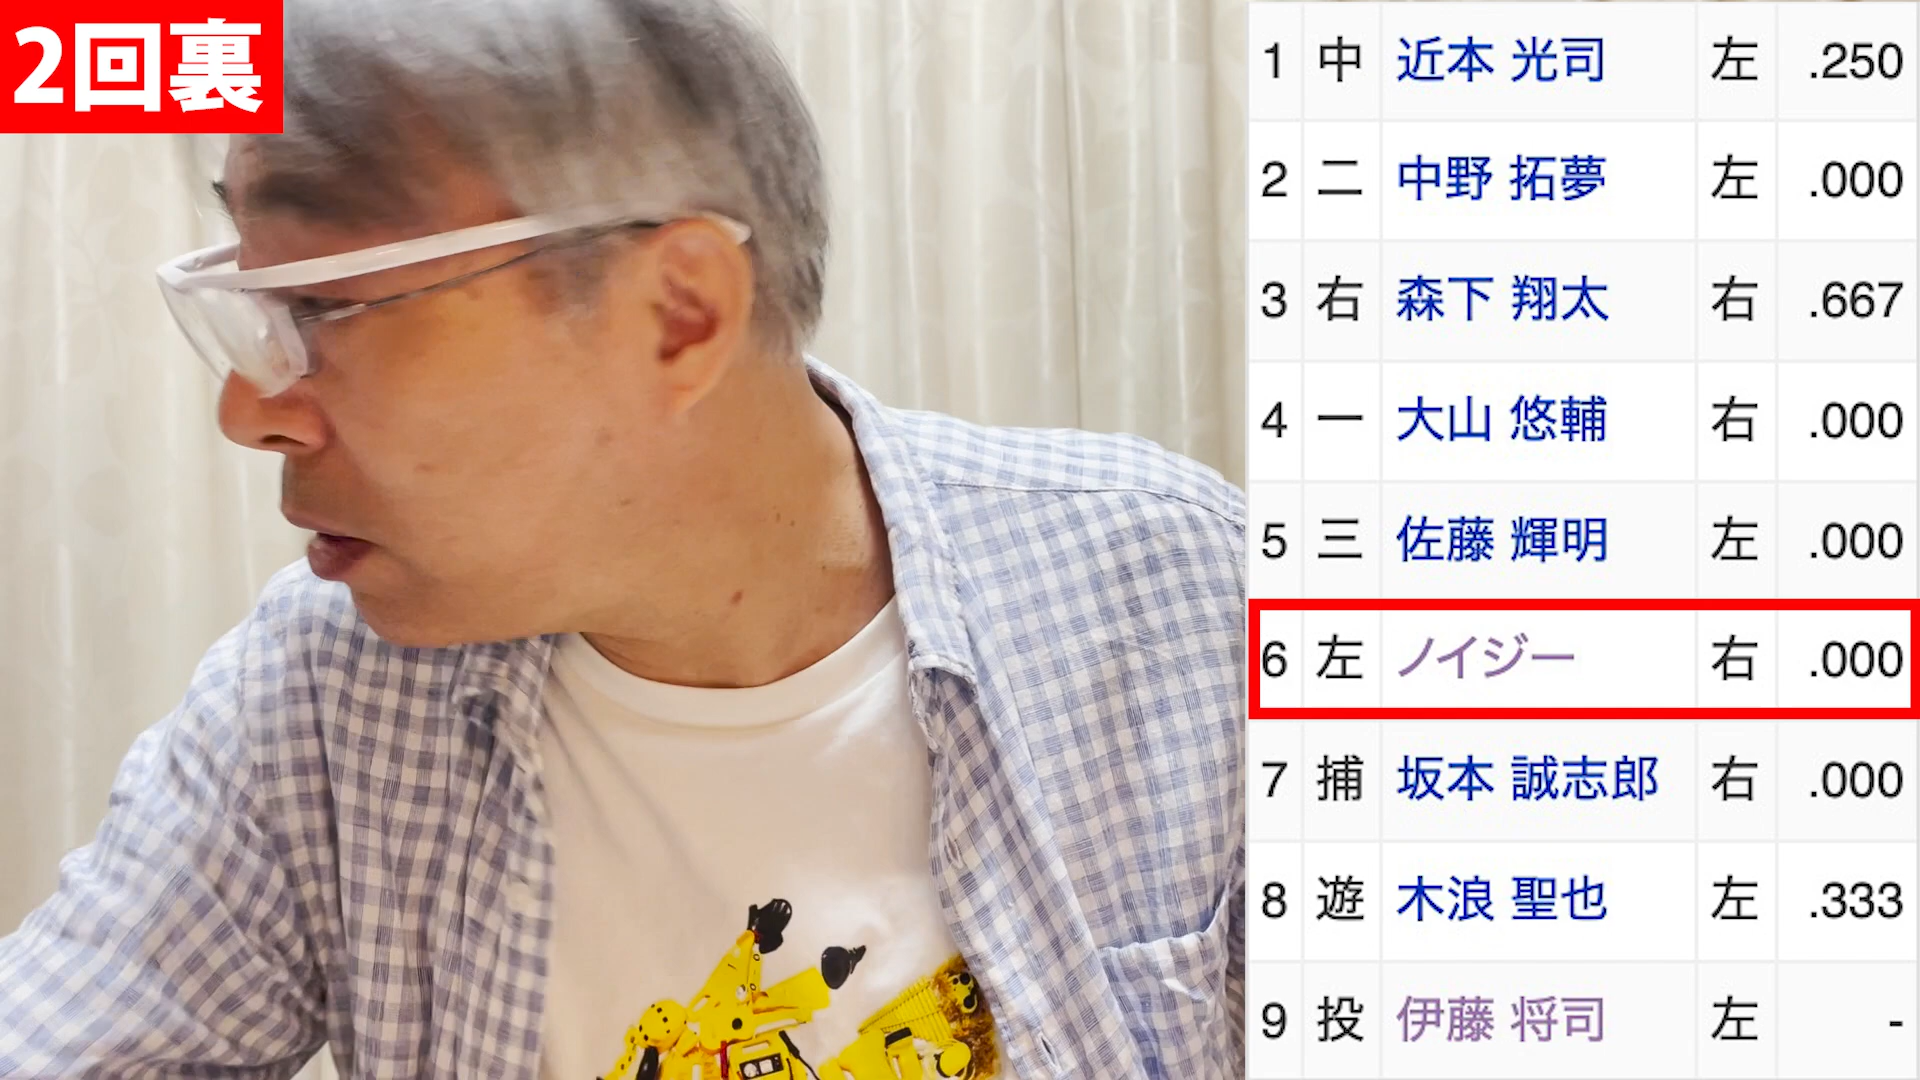 2回裏
1 中 近本 光司 左 .250
2 二 中野 拓夢 左 .000
3 右 森下 翔太 右 .667
4 一 大山 悠輔 右 .000
5 三 佐藤 輝明 左 .000
6 左 ノイジー 右 .000
7 捕 坂本 誠志郎 右 .000
8 遊 木浪 聖也 左 .333
9 投 伊藤 将司 左 -